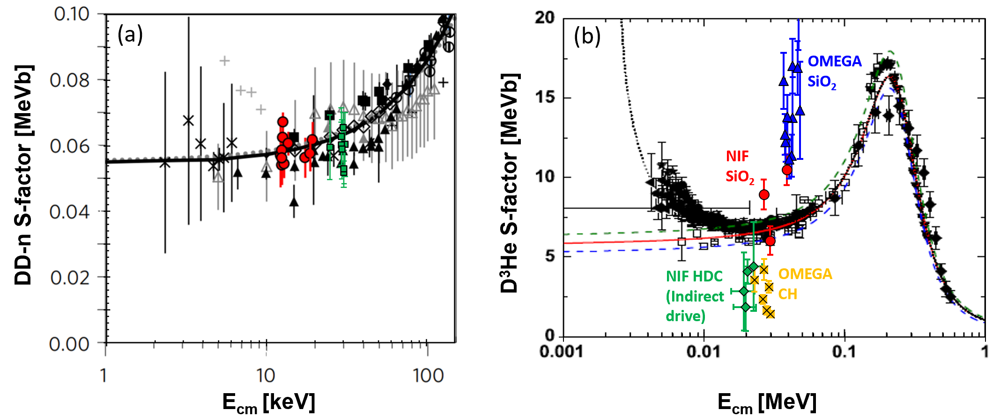 (a)
DD-n S-factor [MeVb]
0.10
0.08
0.06
0.04
0.02
0.00
1 10 100
E_cm [keV]
(b)
D³He S-factor [MeVb]
20
15
10
5
0
0.001 0.01 0.1 1
E_cm [MeV]
OMEGA
SiO₂
NIF
SiO₂
NIF HDC
(Indirect
drive)
OMEGA
CH